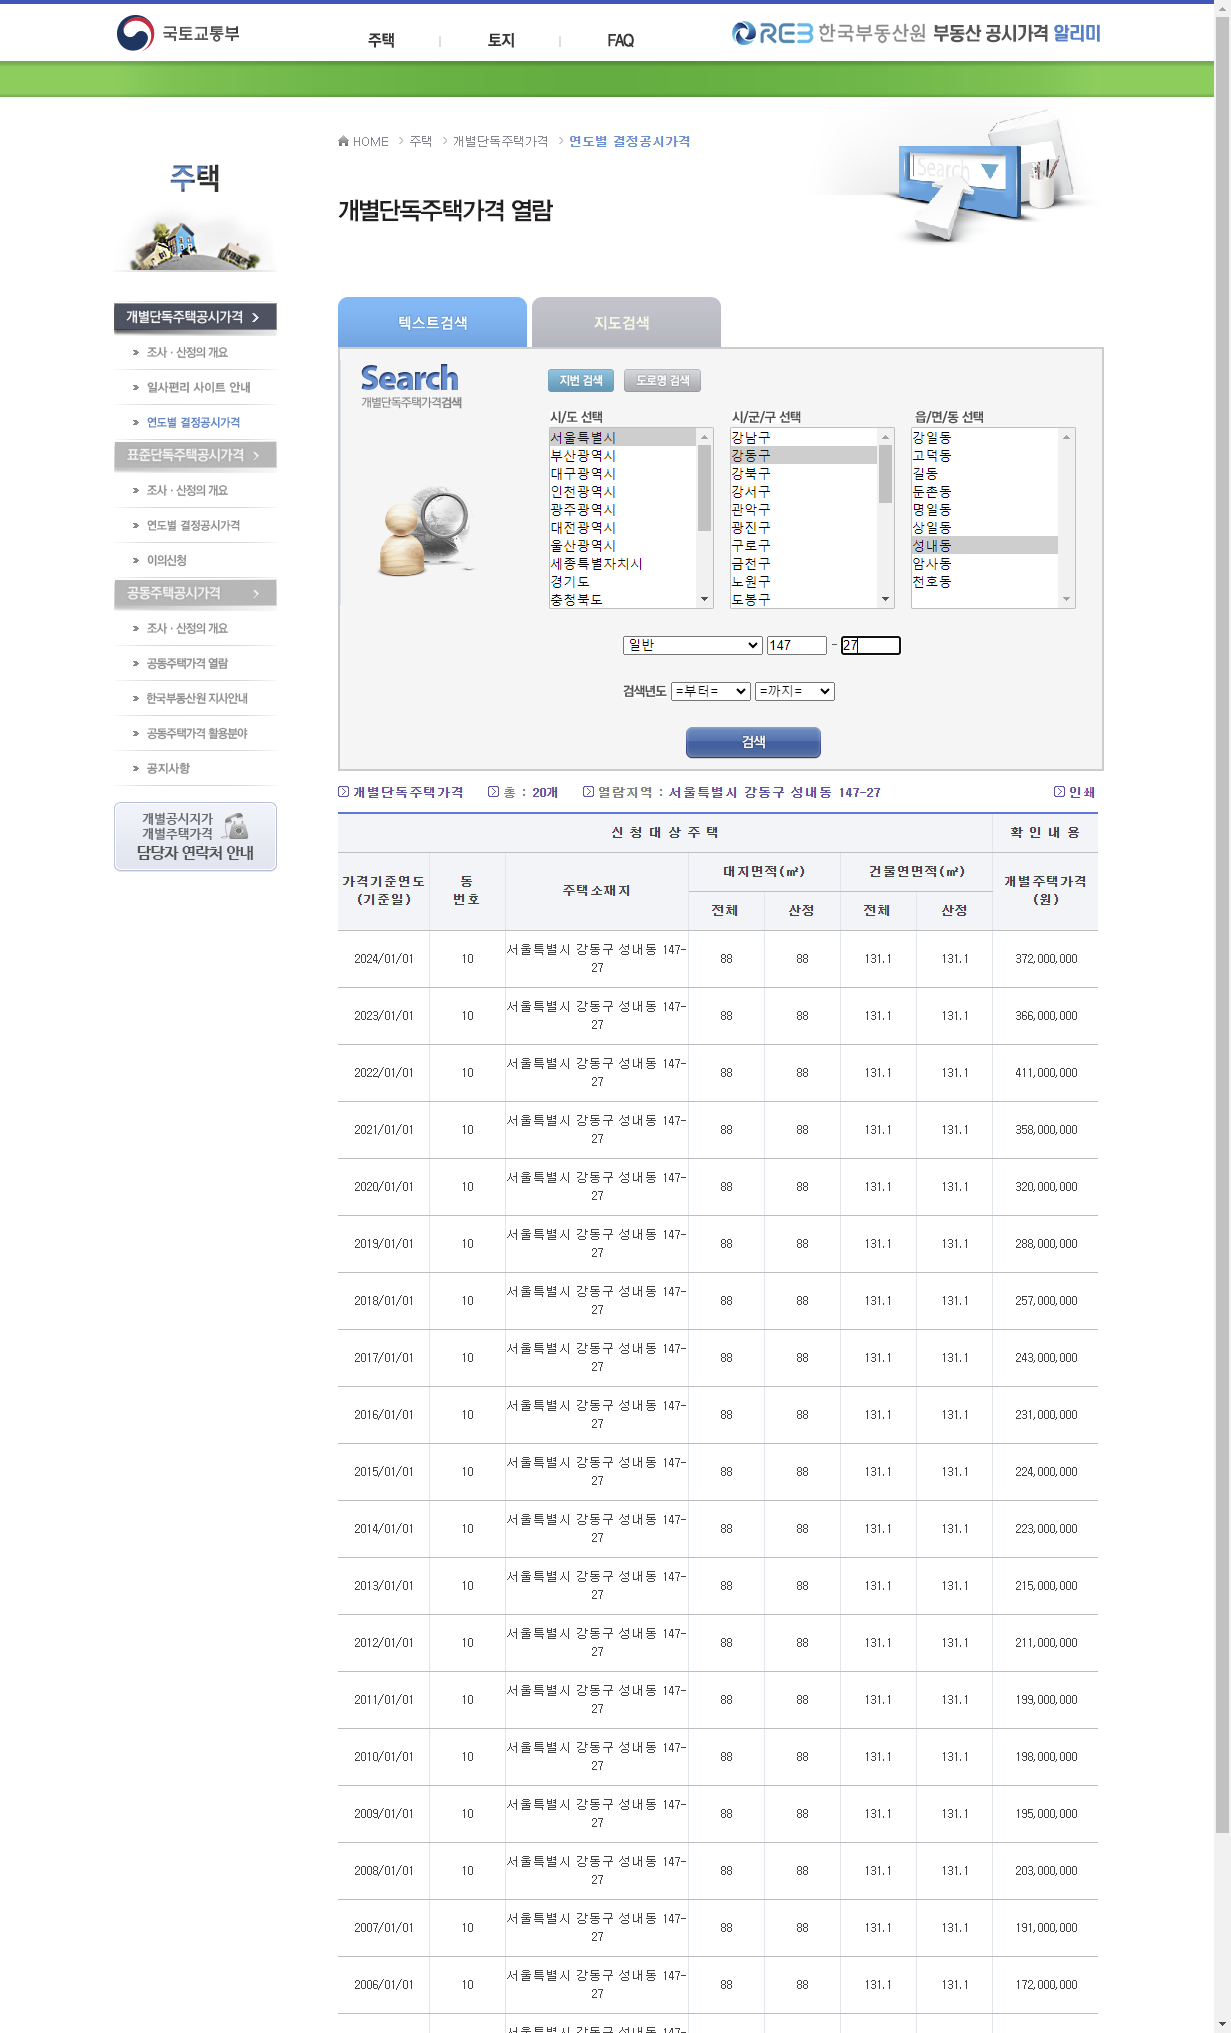 국토교통부
주택
토지
FAQ
REB 한국부동산원 부동산 공시가격 알리미
HOME > 주택 > 개별단독주택가격 > 연도별 결정공시가격
주택
개별단독주택가격 열람
Search
개별단독주택공시가격
조사 · 산정의 개요
일사편리 사이트 안내
연도별 결정공시가격
표준단독주택공시가격
조사 · 산정의 개요
연도별 결정공시가격
이의신청
공동주택공시가격
조사 · 산정의 개요
공동주택가격 열람
한국부동산원 지사안내
공동주택가격 활용분야
공지사항
개별공시지가
개별주택가격
담당자 연락처 안내
텍스트검색
지도검색
Search
개별단독주택가격검색
지번 검색
도로명 검색
시/도 선택
서울특별시
부산광역시
대구광역시
인천광역시
광주광역시
대전광역시
울산광역시
세종특별자치시
경기도
충청북도
시/군/구 선택
강남구
강동구
강북구
강서구
관악구
광진구
구로구
금천구
노원구
도봉구
읍/면/동 선택
강일동
고덕동
길동
둔촌동
명일동
상일동
성내동
암사동
천호동
일반 147 - 27
검색년도 =부터= =까지=
검색
개별단독주택가격 총 : 20개 열람지역 : 서울특별시 강동구 성내동 147-27 인쇄
신 청 대 상 주 택 확 인 내 용
가격기준연도
(기준일)
동
번호
주택소재지
대지면적(㎡) 건물연면적(㎡)
전체 산정 전체 산정
개별주택가격
(원)
2024/01/01 10 서울특별시 강동구 성내동 147-
27 88 88 131.1 131.1 372,000,000
2023/01/01 10 서울특별시 강동구 성내동 147-
27 88 88 131.1 131.1 366,000,000
2022/01/01 10 서울특별시 강동구 성내동 147-
27 88 88 131.1 131.1 411,000,000
2021/01/01 10 서울특별시 강동구 성내동 147-
27 88 88 131.1 131.1 358,000,000
2020/01/01 10 서울특별시 강동구 성내동 147-
27 88 88 131.1 131.1 320,000,000
2019/01/01 10 서울특별시 강동구 성내동 147-
27 88 88 131.1 131.1 288,000,000
2018/01/01 10 서울특별시 강동구 성내동 147-
27 88 88 131.1 131.1 257,000,000
2017/01/01 10 서울특별시 강동구 성내동 147-
27 88 88 131.1 131.1 243,000,000
2016/01/01 10 서울특별시 강동구 성내동 147-
27 88 88 131.1 131.1 231,000,000
2015/01/01 10 서울특별시 강동구 성내동 147-
27 88 88 131.1 131.1 224,000,000
2014/01/01 10 서울특별시 강동구 성내동 147-
27 88 88 131.1 131.1 223,000,000
2013/01/01 10 서울특별시 강동구 성내동 147-
27 88 88 131.1 131.1 215,000,000
2012/01/01 10 서울특별시 강동구 성내동 147-
27 88 88 131.1 131.1 211,000,000
2011/01/01 10 서울특별시 강동구 성내동 147-
27 88 88 131.1 131.1 199,000,000
2010/01/01 10 서울특별시 강동구 성내동 147-
27 88 88 131.1 131.1 198,000,000
2009/01/01 10 서울특별시 강동구 성내동 147-
27 88 88 131.1 131.1 195,000,000
2008/01/01 10 서울특별시 강동구 성내동 147-
27 88 88 131.1 131.1 203,000,000
2007/01/01 10 서울특별시 강동구 성내동 147-
27 88 88 131.1 131.1 191,000,000
2006/01/01 10 서울특별시 강동구 성내동 147-
27 88 88 131.1 131.1 172,000,000